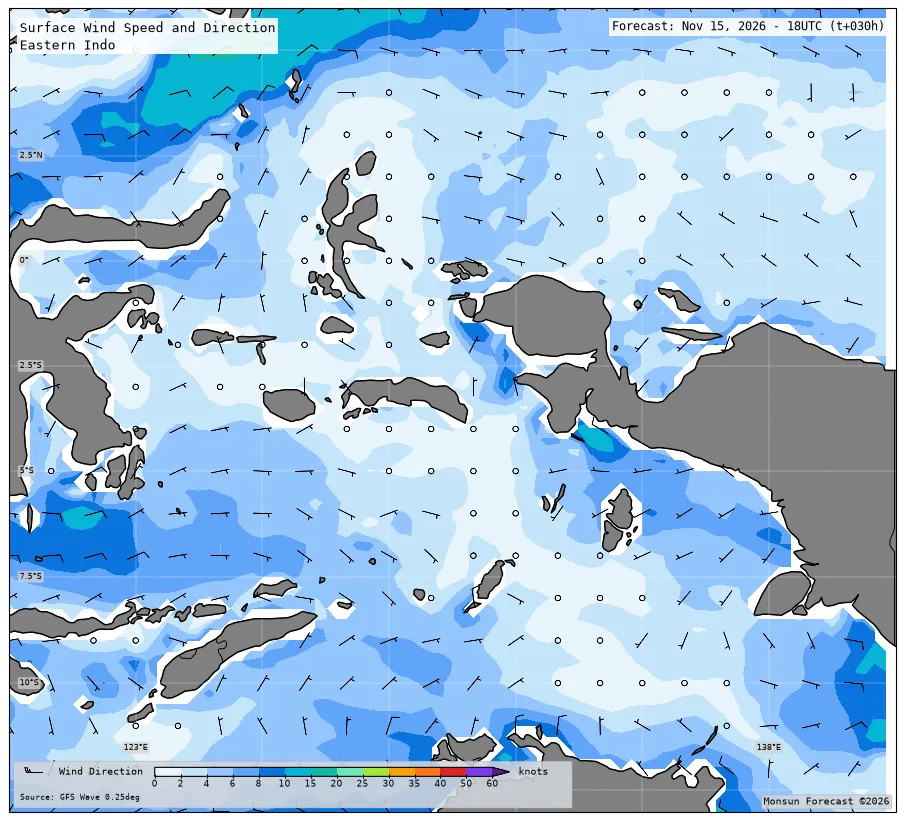 Surface Wind Speed and Direction
Eastern Indo
Forecast: Nov 15, 2026 - 18UTC (t+030h)
2.5°N
0°
2.5°S
5°S
7.5°S
10°S
123°E
138°E
Wind Direction
knots
0 2 4 6 8 10 15 20 25 30 35 40 50 60
Source: GFS Wave 0.25deg
Monsun Forecast ©2026